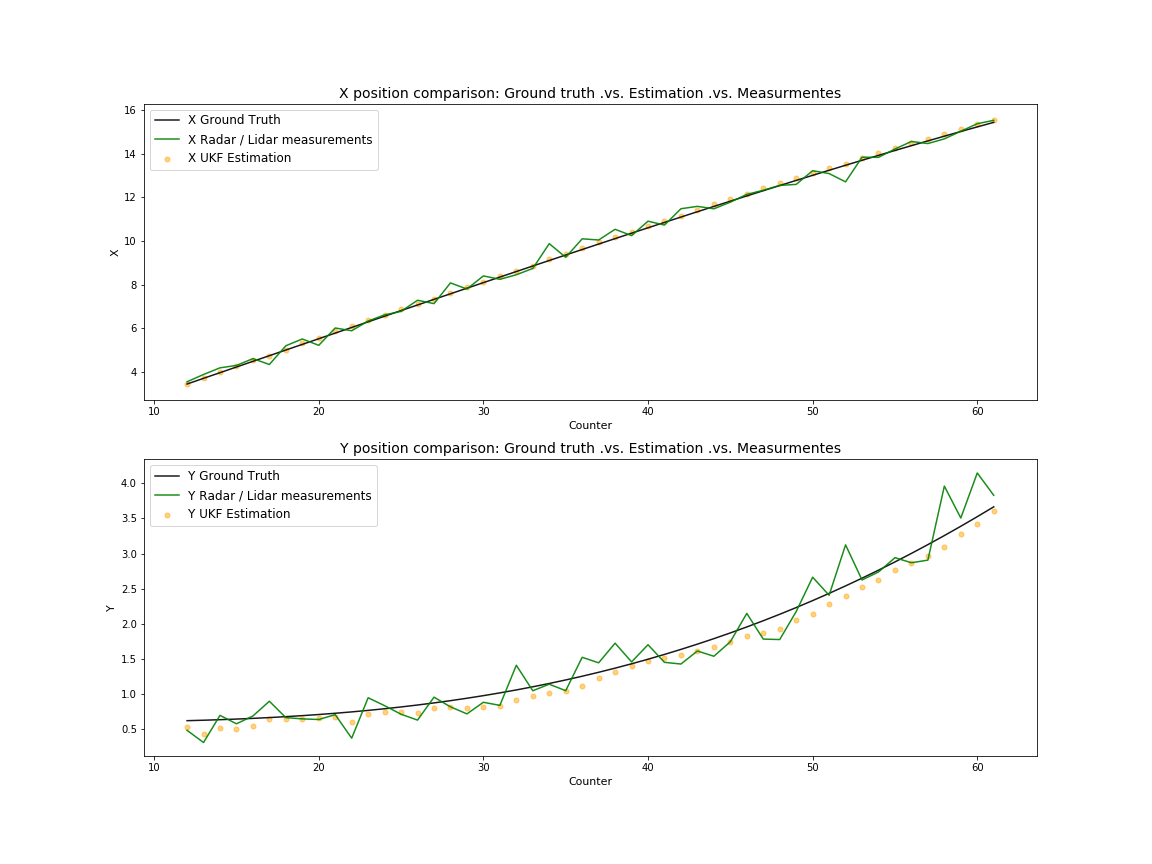 X position comparison: Ground truth .vs. Estimation .vs. Measurmentes
X Ground Truth
X Radar / Lidar measurements
X UKF Estimation
16
14
12
10
8
6
4
X
10 20 30 40 50 60
Counter
Y position comparison: Ground truth .vs. Estimation .vs. Measurmentes
Y Ground Truth
Y Radar / Lidar measurements
Y UKF Estimation
4.0
3.5
3.0
2.5
2.0
1.5
1.0
0.5
Y
10 20 30 40 50 60
Counter